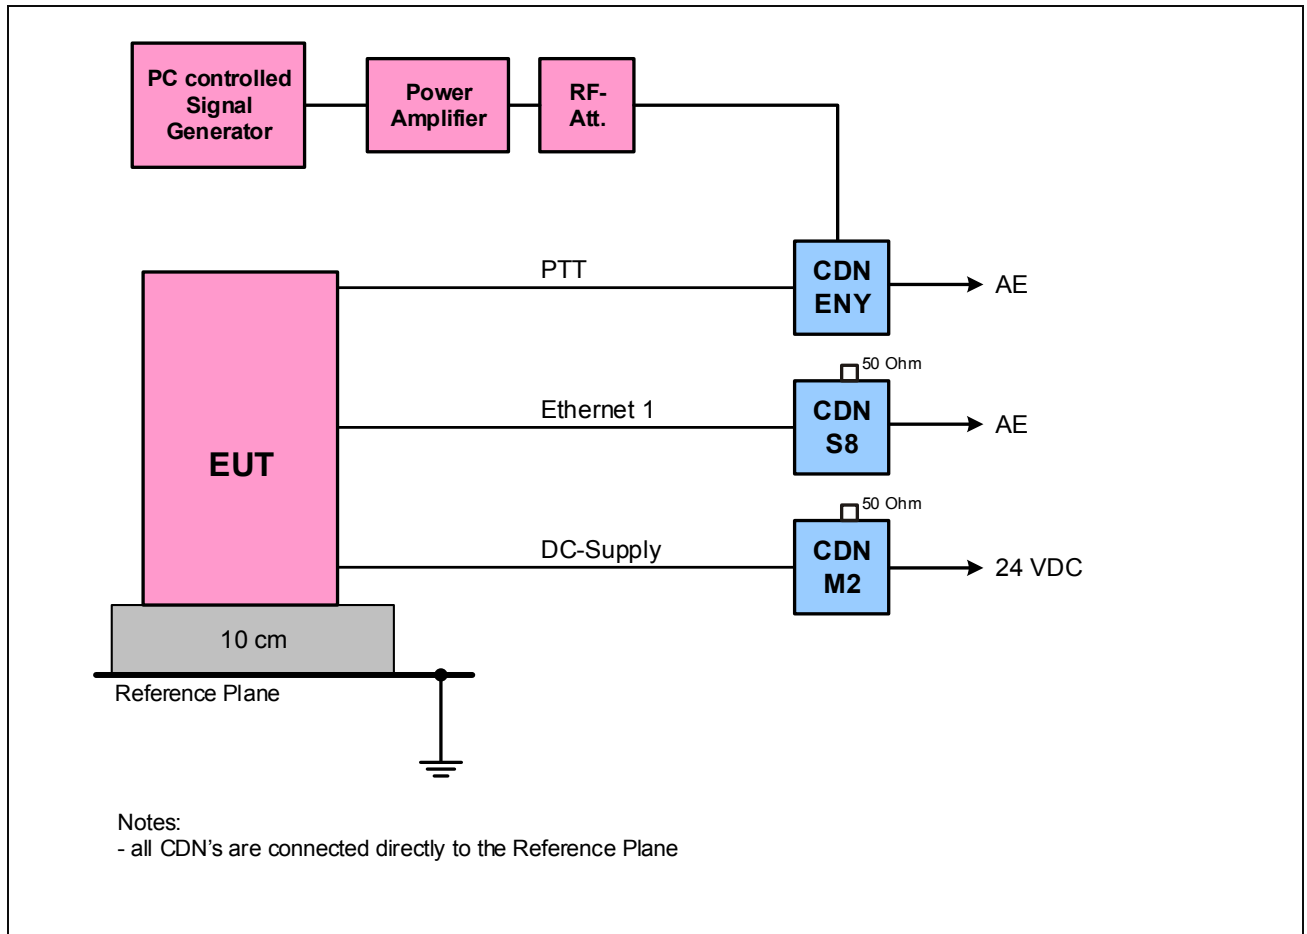 PC controlled
Signal
Generator
Power
Amplifier
RF-
Att.
PTT
CDN
ENY
AE
50 Ohm
Ethernet 1
CDN
S8
AE
EUT
50 Ohm
DC-Supply
CDN
M2
24 VDC
10 cm
Reference Plane
Notes:
- all CDN's are connected directly to the Reference Plane